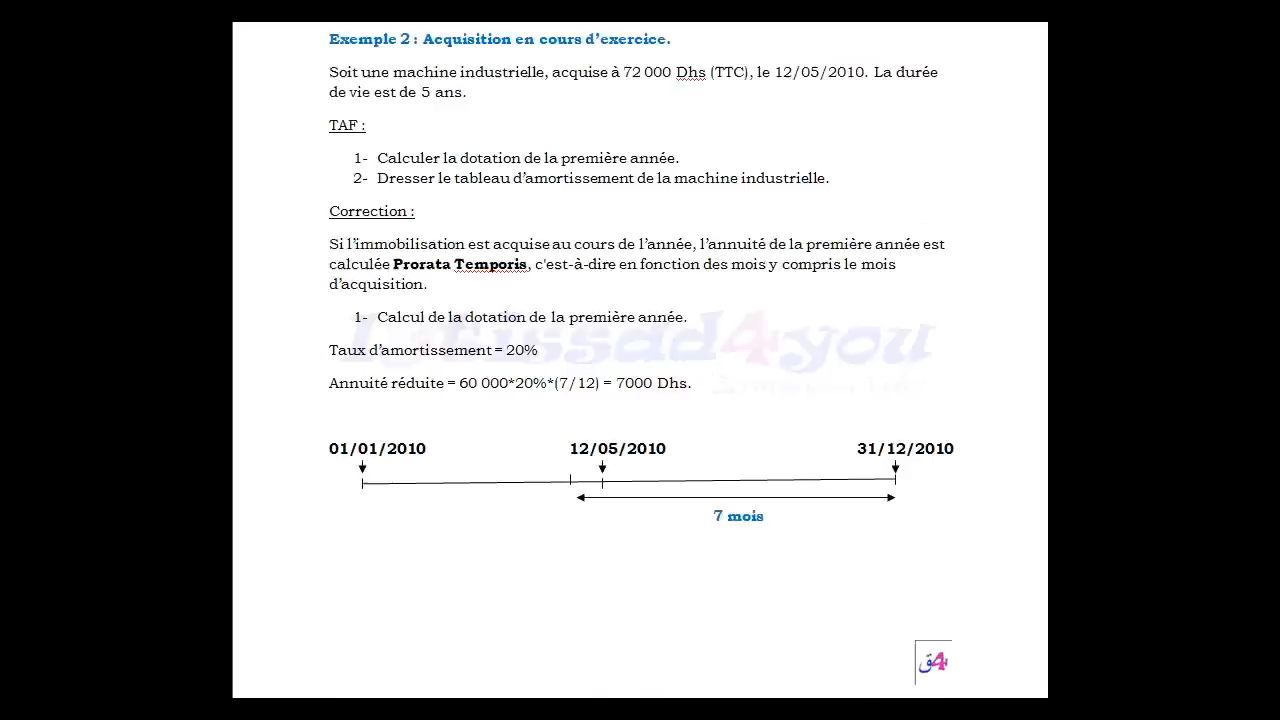 Exemple 2 : Acquisition en cours d’exercice.
Soit une machine industrielle, acquise à 72 000 Dhs (TTC), le 12/05/2010. La durée
de vie est de 5 ans.
TAF :
1- Calculer la dotation de la première année.
2- Dresser le tableau d’amortissement de la machine industrielle.
Correction :
Si l’immobilisation est acquise au cours de l’année, l’annuité de la première année est
calculée Prorata Temporis, c'est-à-dire en fonction des mois y compris le mois
d’acquisition.
1- Calcul de la dotation de la première année.
Taux d’amortissement = 20%
Annuité réduite = 60 000*20%*(7/12) = 7000 Dhs.
01/01/2010 12/05/2010 31/12/2010
7 mois
ق4